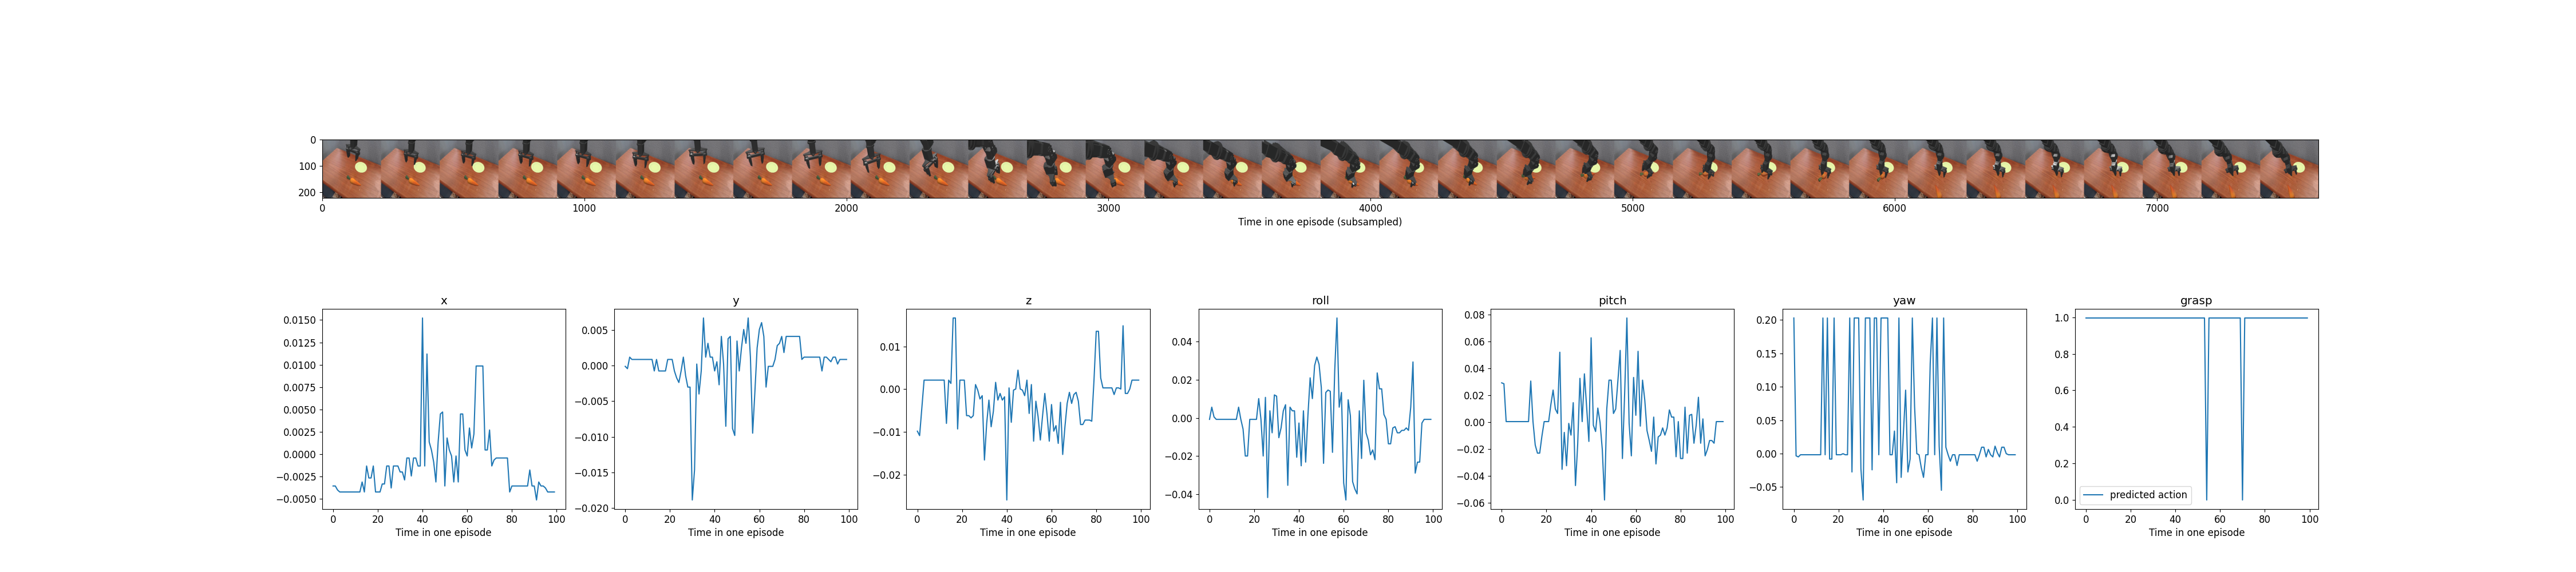 0
100
200
0 1000 2000 3000 4000 5000 6000 7000
Time in one episode (subsampled)
x y z roll pitch yaw grasp
0.0150
0.0125
0.0100
0.0075
0.0050
0.0025
0.0000
−0.0025
−0.0050
0 20 40 60 80 100
Time in one episode
0.005
0.000
−0.005
−0.010
−0.015
−0.020
0 20 40 60 80 100
Time in one episode
0.01
0.00
−0.01
−0.02
0 20 40 60 80 100
Time in one episode
0.04
0.02
0.00
−0.02
−0.04
0 20 40 60 80 100
Time in one episode
0.08
0.06
0.04
0.02
0.00
−0.02
−0.04
−0.06
0 20 40 60 80 100
Time in one episode
0.20
0.15
0.10
0.05
0.00
−0.05
0 20 40 60 80 100
Time in one episode
1.0
0.8
0.6
0.4
0.2
0.0
predicted action
0 20 40 60 80 100
Time in one episode